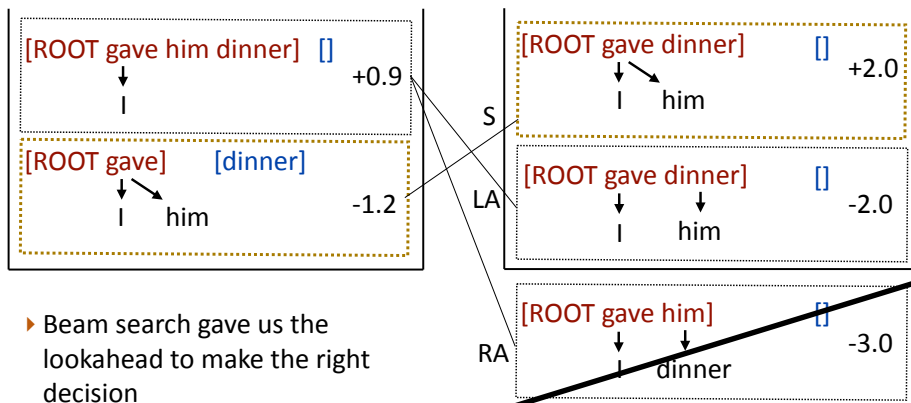 [ROOT gave him dinner] []
+0.9
I
[ROOT gave] [dinner]
-1.2
I him
S
LA
RA
[ROOT gave dinner] []
+2.0
I him
[ROOT gave dinner] []
-2.0
I him
[ROOT gave him] []
-3.0
I dinner
Beam search gave us the
lookahead to make the right
decision